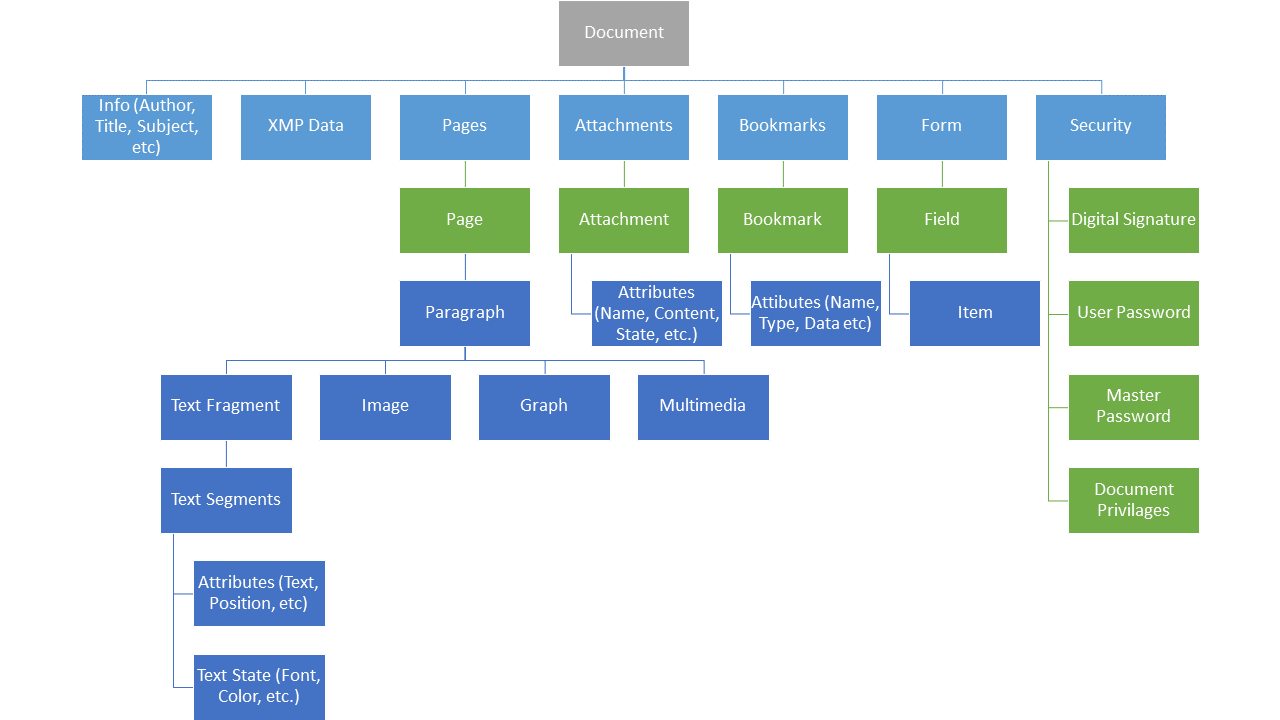 Document
Info (Author,
Title, Subject,
etc)
XMP Data
Pages
Attachments
Bookmarks
Form
Security
Page
Attachment
Bookmark
Field
Digital Signature
Paragraph
Attributes
(Name, Content,
State, etc.)
Attibutes (Name,
Type, Data etc)
Item
User Password
Text Fragment
Image
Graph
Multimedia
Master
Password
Text Segments
Document
Privilages
Attributes (Text,
Position, etc)
Text State (Font,
Color, etc.)